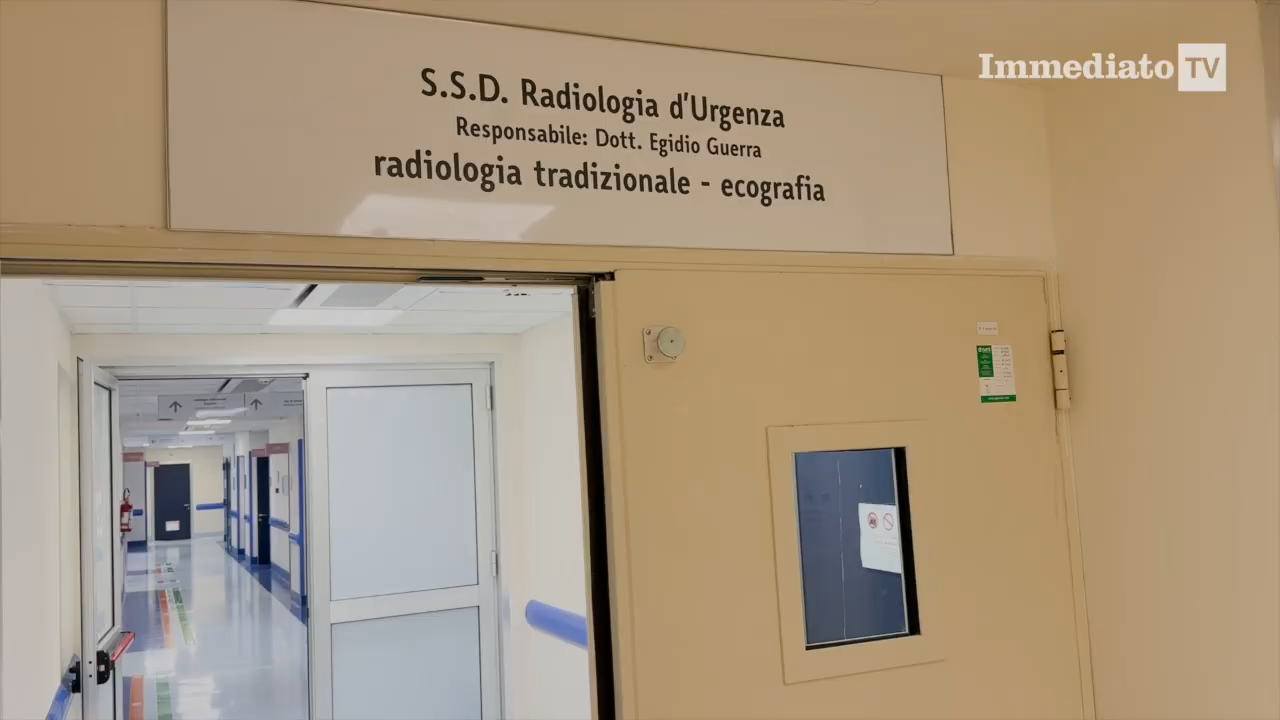 Immediato TV
S.S.D. Radiologia d'Urgenza
Responsabile: Dott. Egidio Guerra
radiologia tradizionale - ecografia